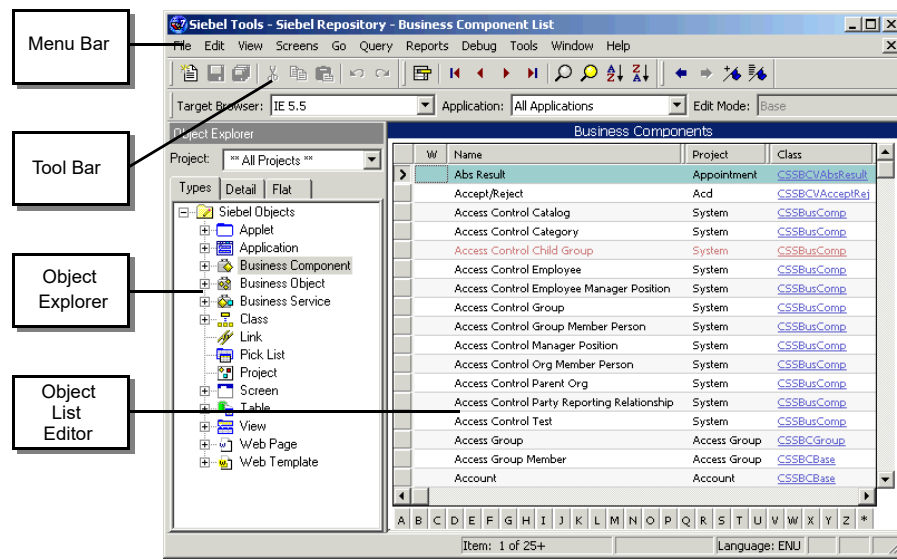 Menu Bar
Tool Bar
Object
Explorer
Object
List
Editor
Siebel Tools - Siebel Repository - Business Component List
File Edit View Screens Go Query Reports Debug Tools Window Help
Target Browser: IE 5.5 Application: All Applications Edit Mode: Base
Object Explorer
Project: ** All Projects **
Types Detail Flat
Siebel Objects
Applet
Application
Business Component
Business Object
Business Service
Class
Link
Pick List
Project
Screen
Table
View
Web Page
Web Template
Business Components
W Name Project Class
Abs Result Appointment CSSBCVAbsResult
Accept/Reject Acd CSSBCVAcceptRej
Access Control Catalog System CSSBusComp
Access Control Category System CSSBusComp
Access Control Child Group System CSSBusComp
Access Control Employee System CSSBusComp
Access Control Employee Manager Position System CSSBusComp
Access Control Group System CSSBusComp
Access Control Group Member Person System CSSBusComp
Access Control Manager Position System CSSBusComp
Access Control Org Member Person System CSSBusComp
Access Control Parent Org System CSSBusComp
Access Control Party Reporting Relationship System CSSBusComp
Access Control Test System CSSBusComp
Access Group Access Group CSSBCGroup
Access Group Member Access Group CSSBCBase
Account Account CSSBCBase
A B C D E F G H I J K L M N O P Q R S T U V W X Y Z *
Item: 1 of 25+ Language: ENU